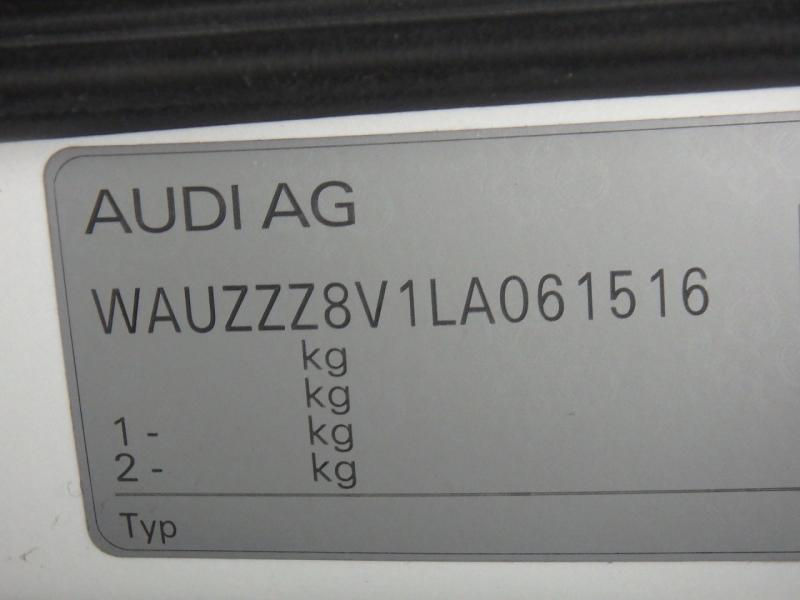 AUDI AG
WAUZZZ8V1LA061516
kg
kg
1 - kg
2 - kg
Typ